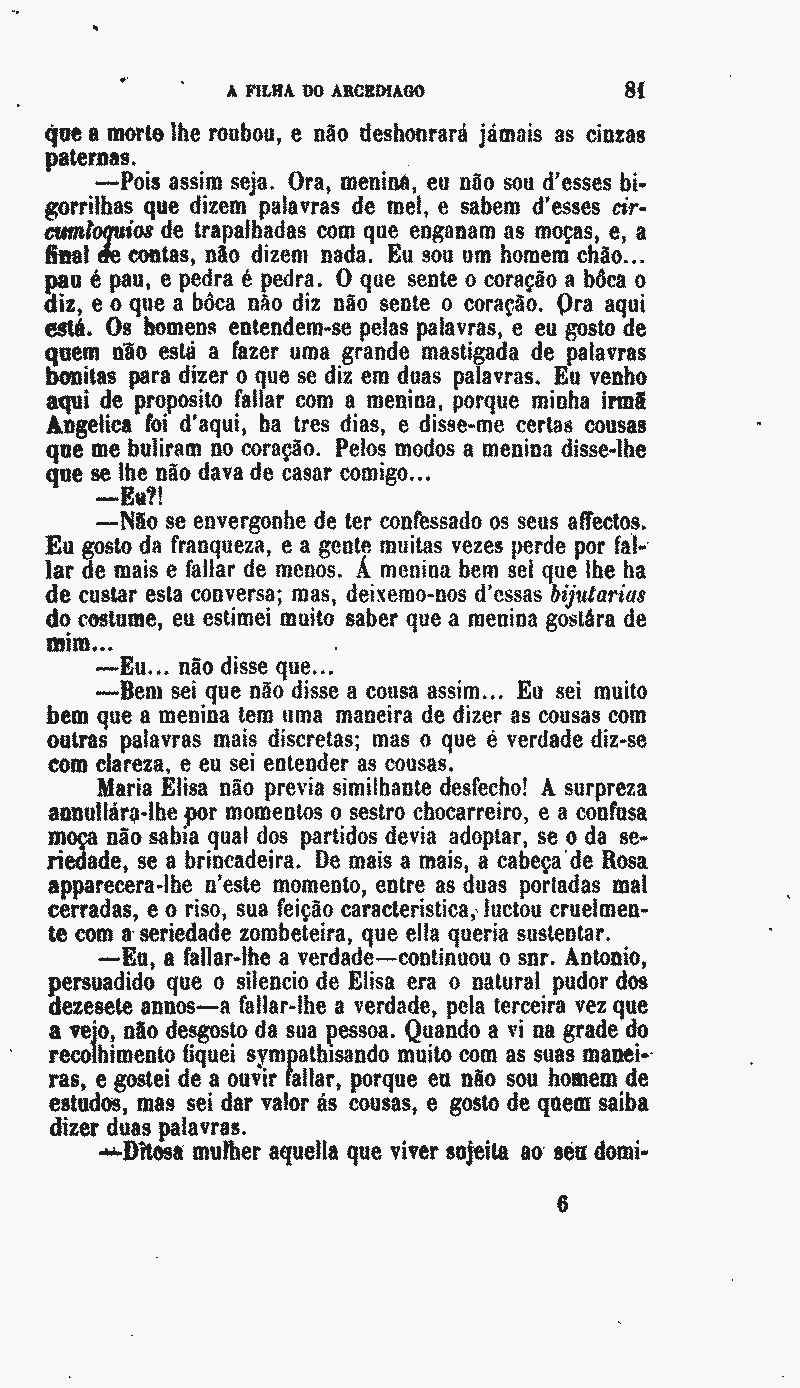 A FILHA DO ARCEDIAGO 81
que a morte lhe roubou, e não deshonrará jámais as cinzas
paternas.
—Pois assim seja. Ora, menina, eu não sou d'esses bi-
gorrilhas que dizem palavras de mel, e sabem d'esses cir-
cumloquios de trapalhadas com que enganam as moças, e, a
final de contas, não dizem nada. Eu sou um homem chão...
pau é pau, e pedra é pedra. O que sente o coração a bôca o
diz, e o que a bôca não diz não sente o coração. Ora aqui
está. Os homens entendem-se pelas palavras, e eu gosto de
quem não está a fazer uma grande mastigada de palavras
bonitas para dizer o que se diz em duas palavras. Eu venho
aqui de proposito fallar com a menina, porque minha irmã
Angelica foi d'aqui, ha tres dias, e disse-me certas cousas
que me buliram no coração. Pelos modos a menina disse-lhe
que se lhe não dava de casar comigo...
—Eu?!
—Não se envergonhe de ter confessado os seus affectos.
Eu gosto da franqueza, e a gente muitas vezes perde por fal-
lar de mais e fallar de menos. Á menina bem sei que lhe ha
de custar esta conversa; mas, deixemo-nos d'essas bijutarias
do costume, eu estimei muito saber que a menina gostára de
mim...
—Eu... não disse que...
—Bem sei que não disse a cousa assim... Eu sei muito
bem que a menina tem uma maneira de dizer as cousas com
outras palavras mais discretas; mas o que é verdade diz-se
com clareza, e eu sei entender as cousas.
Maria Elisa não previa similhante desfecho! A surpreza
annullára-lhe por momentos o sestro chocarreiro, e a confusa
moça não sabia qual dos partidos devia adoptar, se o da se-
riedade, se a brincadeira. De mais a mais, a cabeça de Rosa
apparecera-lhe n'este momento, entre as duas portadas mal
cerradas, e o riso, sua feição caracteristica, luctou cruelmen-
te com a seriedade zombeteira, que ella queria sustentar.
—Eu, a fallar-lhe a verdade—continuou o snr. Antonio,
persuadido que o silencio de Elisa era o natural pudor dos
dezesete annos—a fallar-lhe a verdade, pela terceira vez que
a vejo, não desgosto da sua pessoa. Quando a vi na grade do
recolhimento fiquei sympathisando muito com as suas manei-
ras, e gostei de a ouvir fallar, porque eu não sou homem de
estudos, mas sei dar valor ás cousas, e gosto de quem saiba
dizer duas palavras.
—Ditosa mulher aquella que viver sujeita ao seu domi-
6